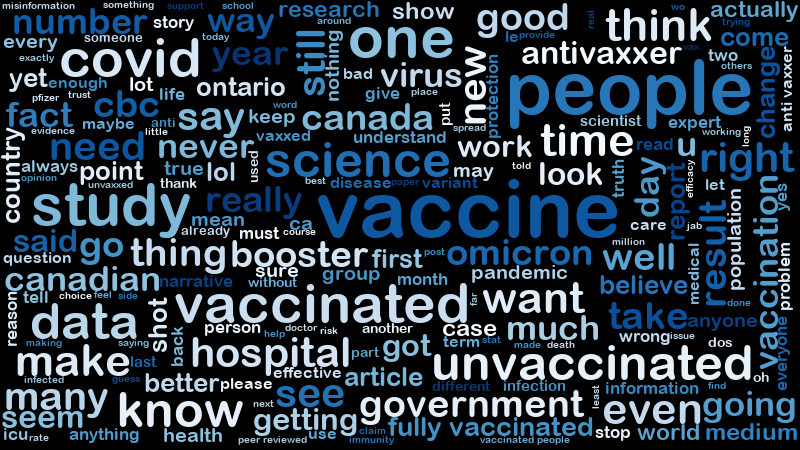 misinformation something support school research show good think actually
number story way around real wo trying
every someone today one le provide vax come
exactly covid year still nothing antivaxxer two others
yet enough lot ontario bad virus new people change anti vaxxer
pfizer trust life give place put protection
fact cbc say keep word canada scientist expert working long
evidence maybe anti little vaxxed understand spread
country need never science work time u read right
always point true lol used may told look truth day report efficacy
opinion unvaxxed thank best disease paper variant let
study really vaccine care result population vaccination yes
mean ca jab
already must course million
said go thing booster first post omicron well medical problem
question sure group month pandemic believe done
canadian narrative without
reason tell choice feel side shot vaccinated far want take anyone everyone
data person doctor risk another case much wrong issue
making saying back help term stat made death dos
make last hospital part got unvaccinated oh
infected guess better please effective article different infection information find
many know see government least even going
seem next getting
icu rate anything health peer reviewed use claim immunity fully vaccinated vaccinated people stop world medium